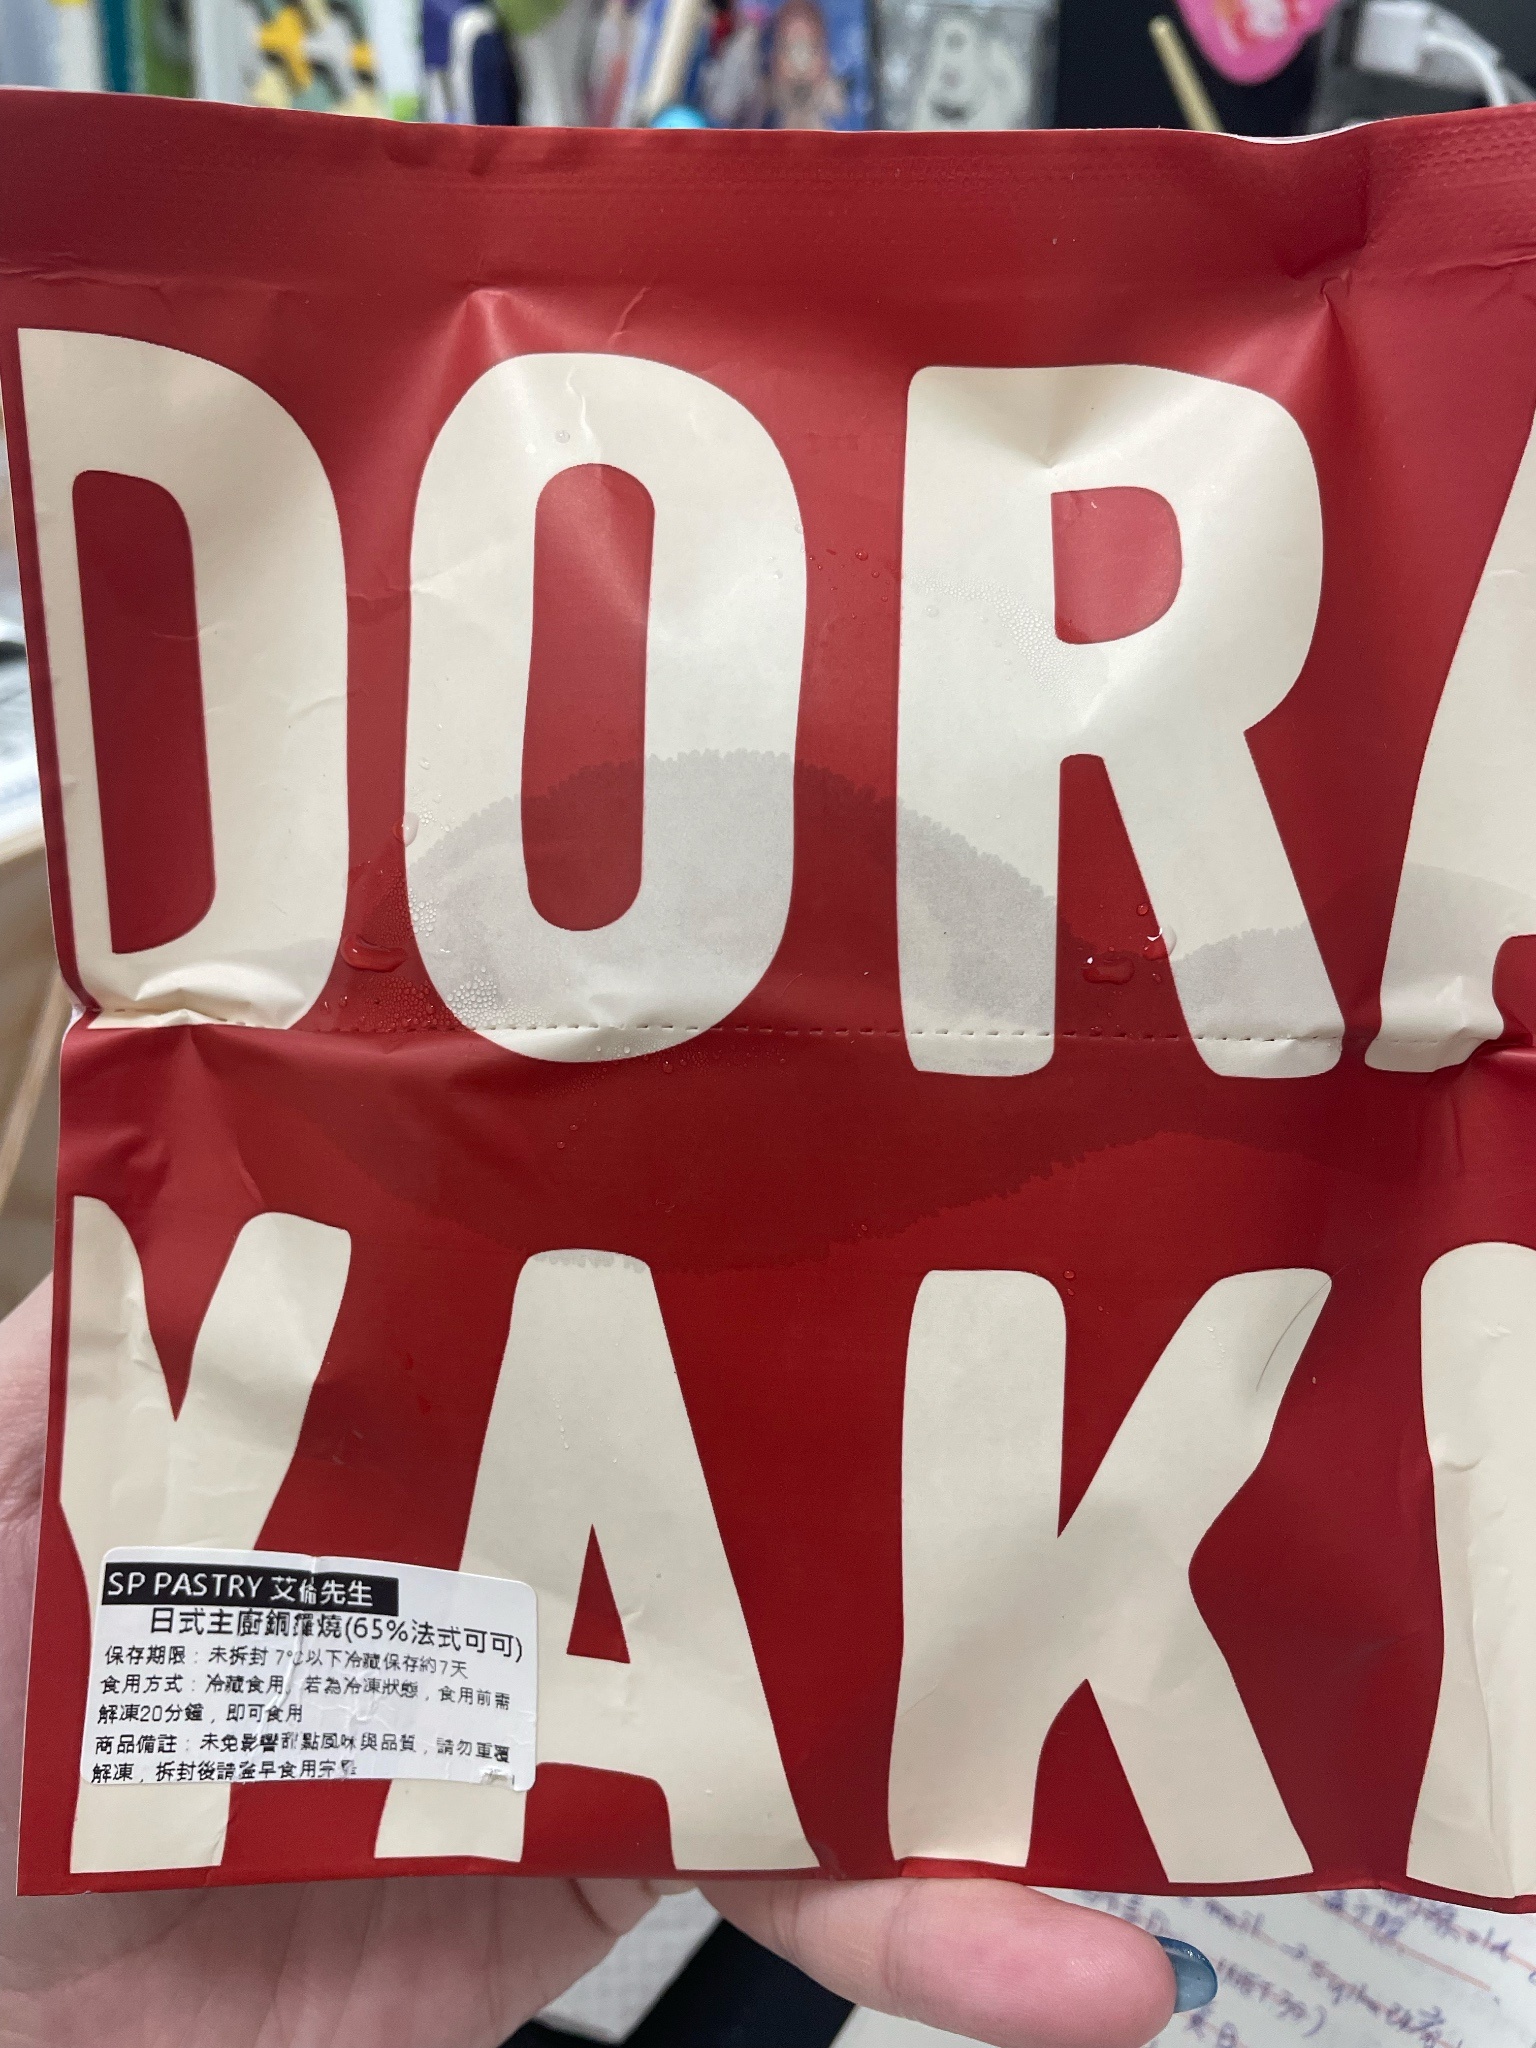 DORA
YAK
SP PASTRY 艾倫先生
日式主廚銅鑼燒(65%法式可可)
保存期限：未拆封 7°C以下冷藏保存約7天
食用方式：冷藏食用。若為冷凍狀態，食用前需
解凍20分鐘，即可食用
商品備註：未免影響甜點風味與品質，請勿重覆
解凍，拆封後請盡早食用完畢